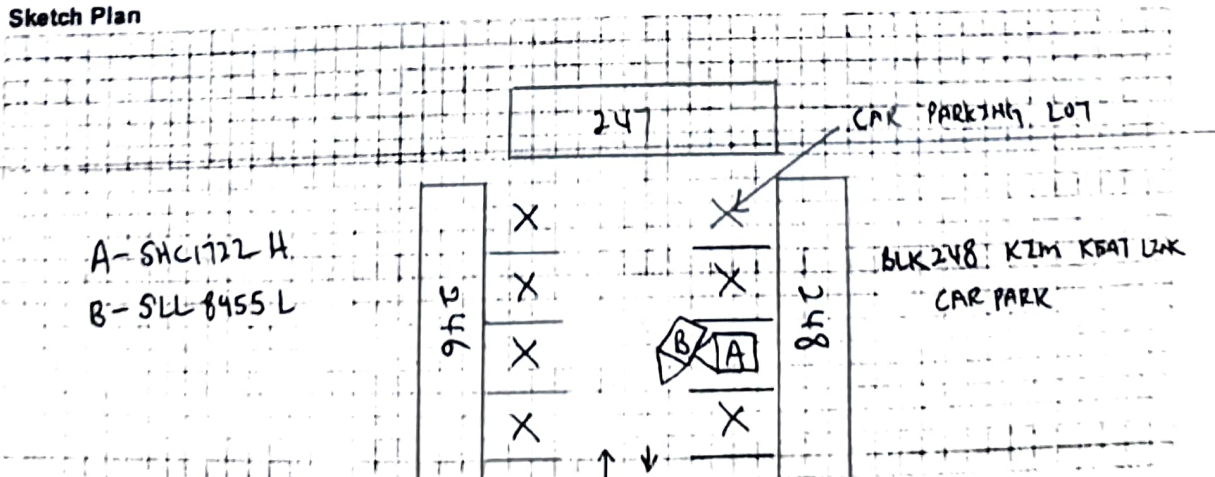 Sketch Plan
247
CAR PARKING LOT
A- SHC1722 H
B- SLL 8455 L
246
248
BLK 248 KIM KEAT LINK
CAR PARK
B
A
X
X
X
X
X
X
X